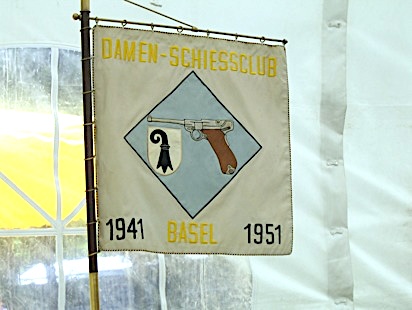 DAMEN-SCHIESSCLUB
1941 BASEL 1951